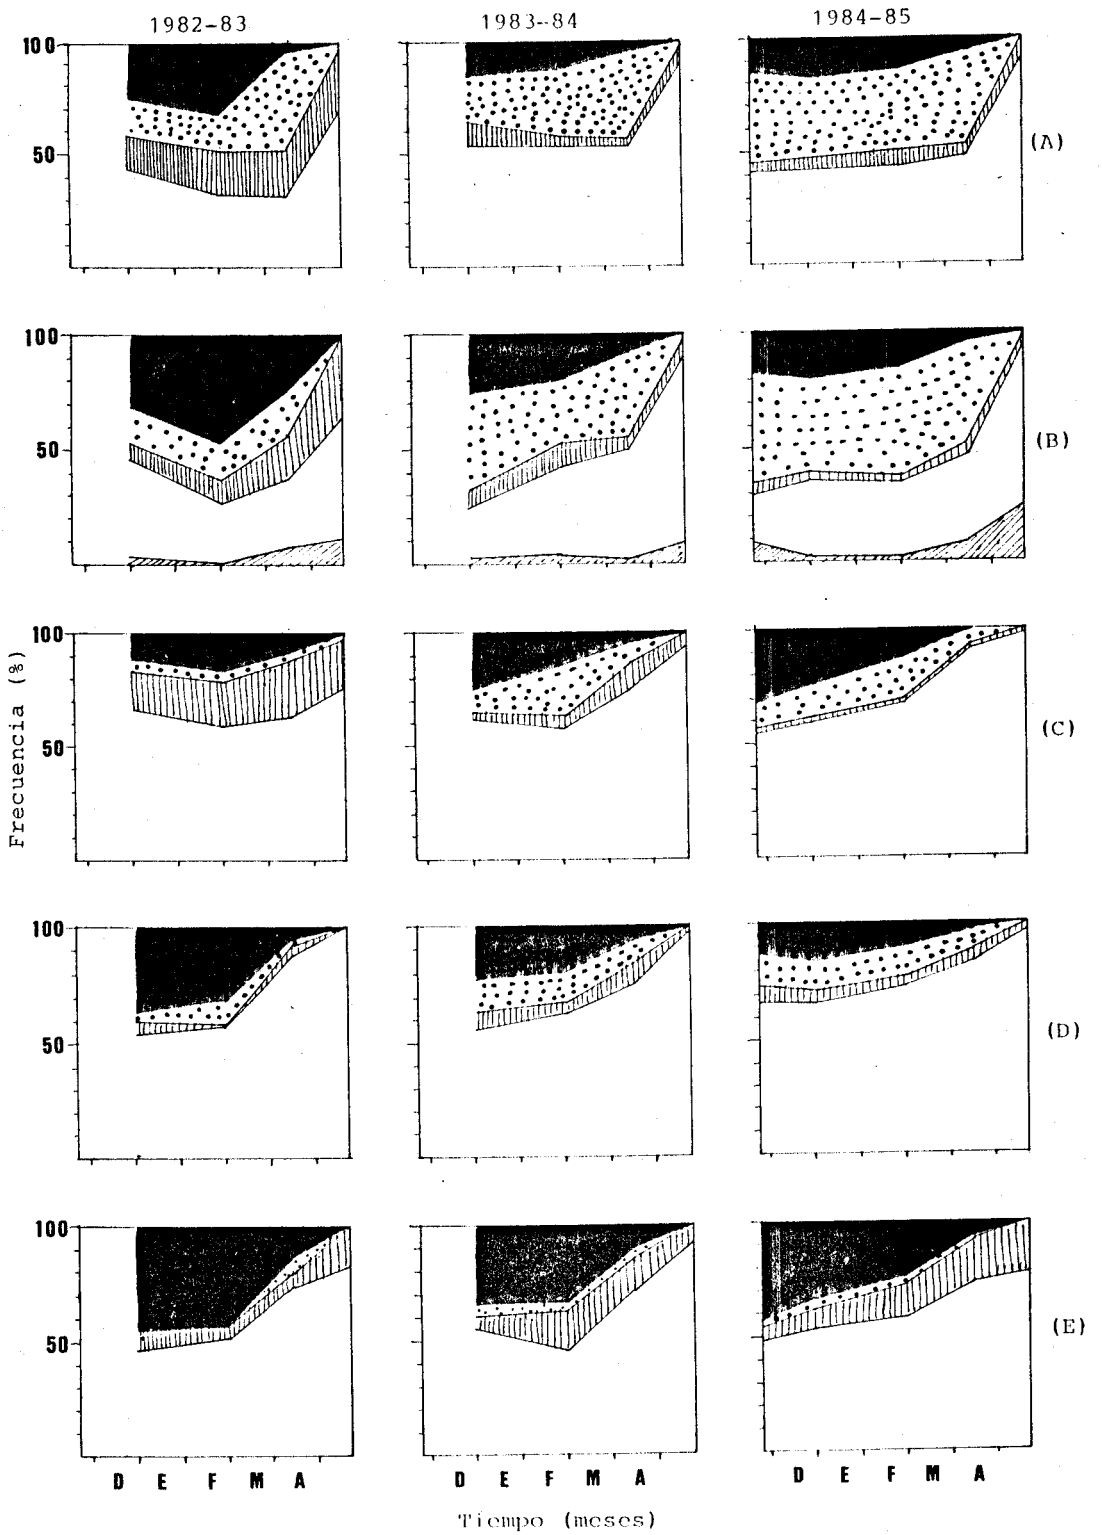 1982-83 1983-84 1984-85
100
50
(A)
100
50
(B)
100
50
(C)
Frecuencia (%)
100
50
(D)
100
50
(E)
D E F M A D E F M A D E F M A
Tiempo (meses)